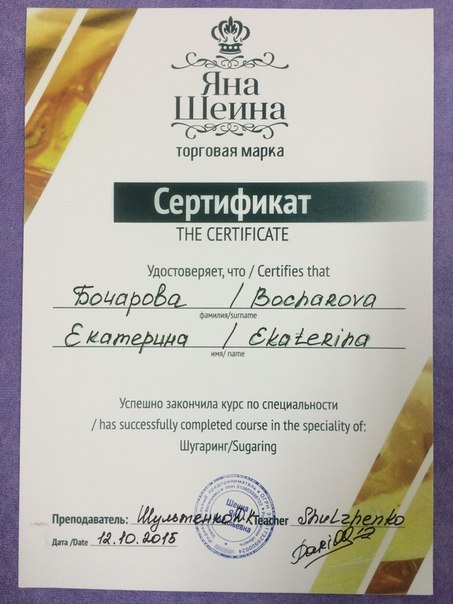 Яна
Шеина
торговая марка
Сертификат
THE CERTIFICATE
Удостоверяет, что / Certifies that
Бочарова / Bocharova
фамилия/surname
Екатерина / Ekaterina
имя/ name
Успешно закончила курс по специальности
/ has successfully completed course in the speciality of:
Шугаринг/Sugaring
Преподаватель: Teacher
Дата /Date 12.10.2015